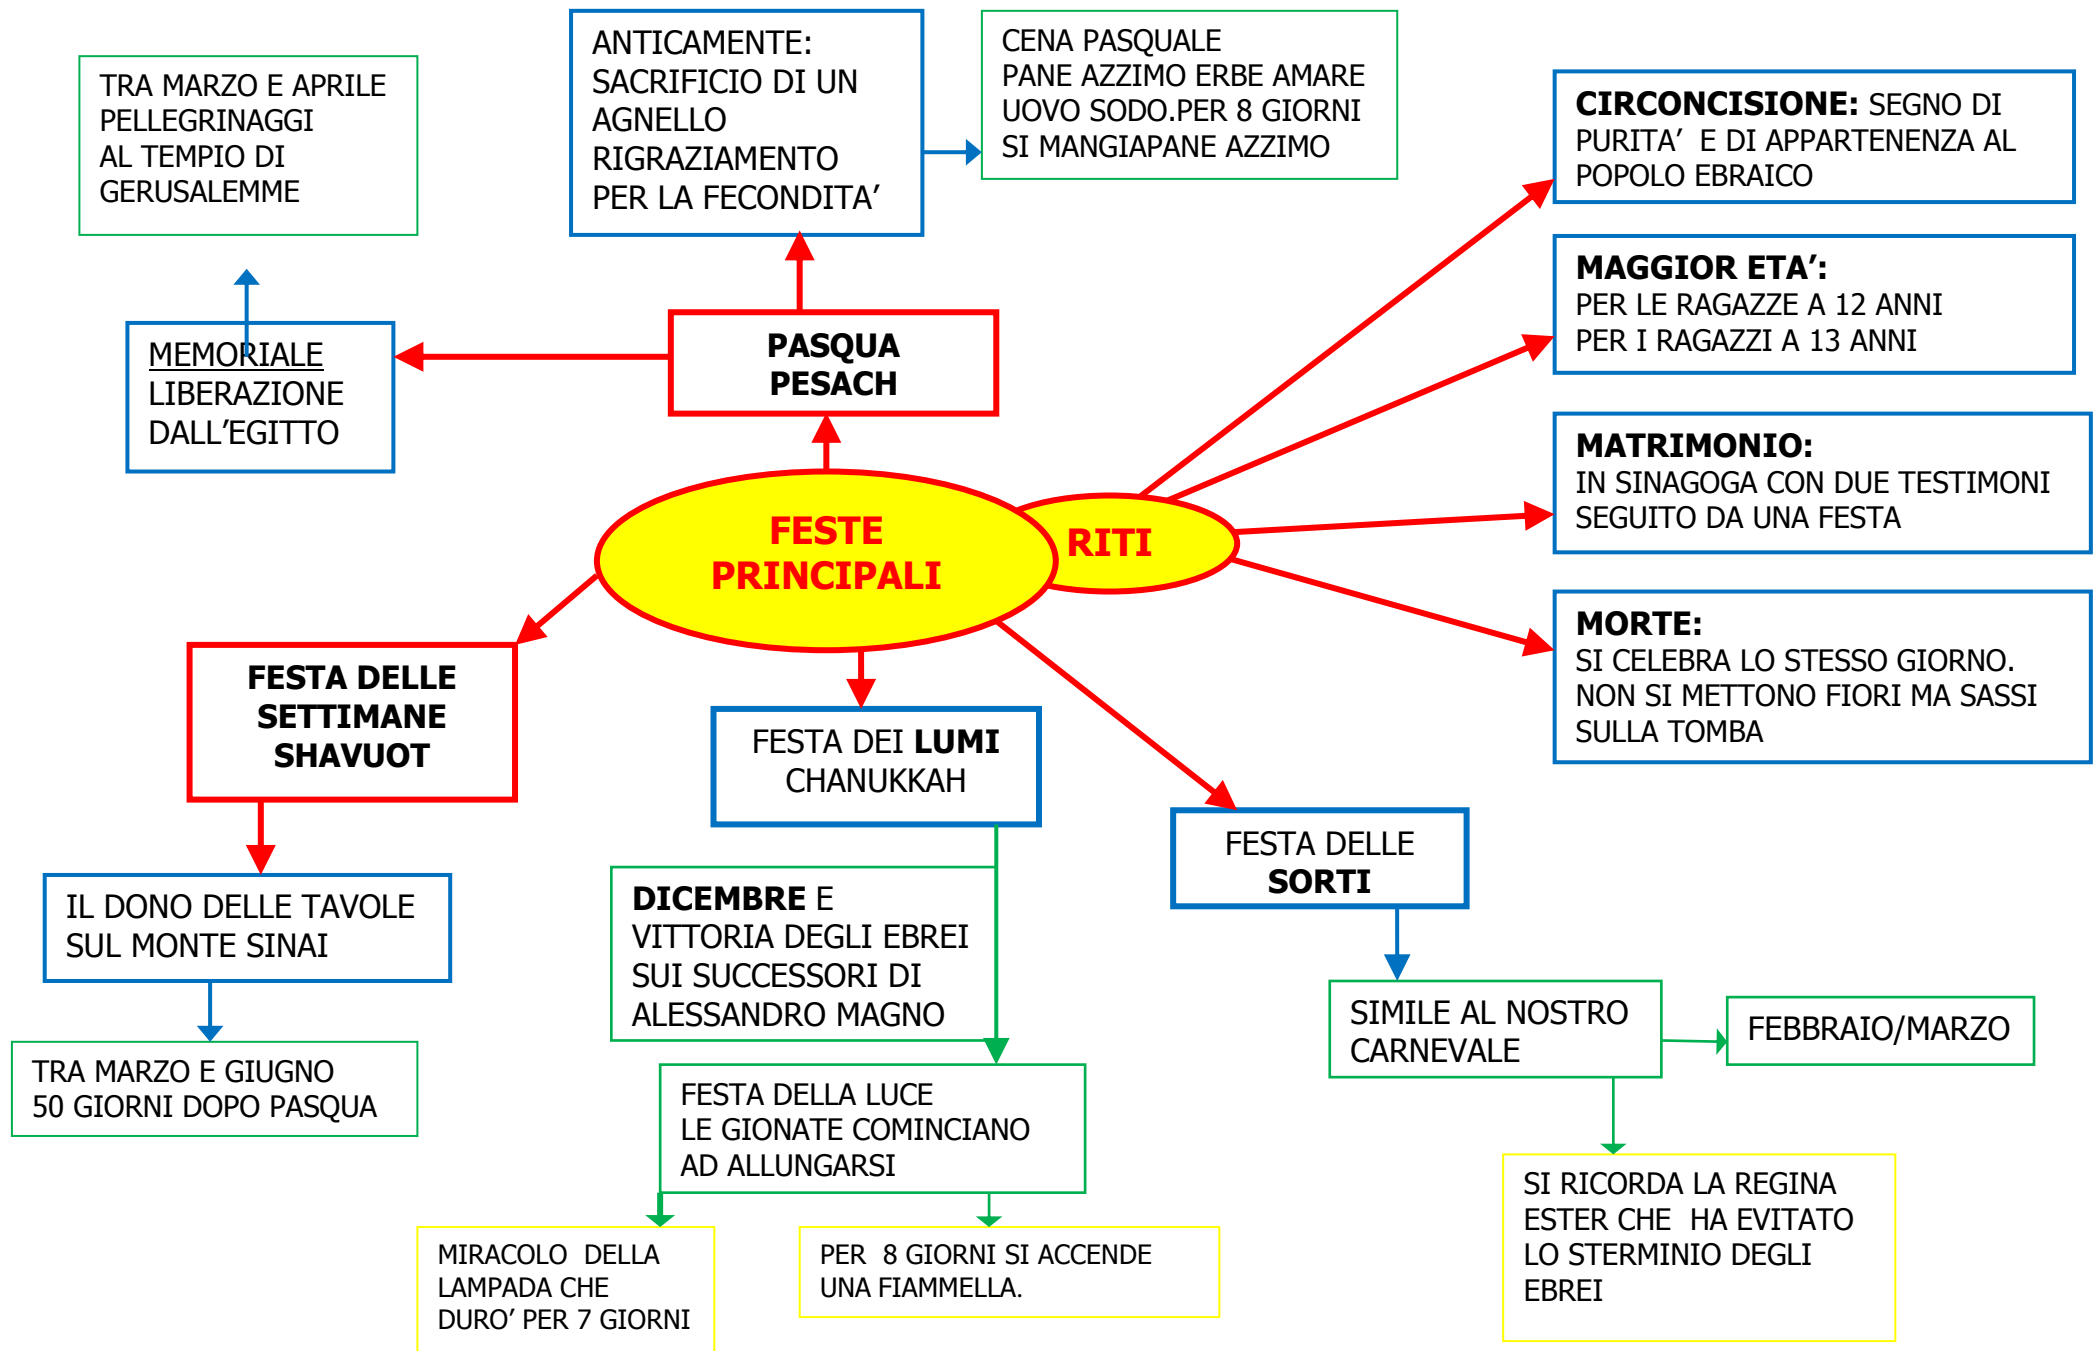 TRA MARZO E APRILE
PELLEGRINAGGI
AL TEMPIO DI
GERUSALEMME
ANTICAMENTE:
SACRIFICIO DI UN
AGNELLO
RIGRAZIAMENTO
PER LA FECONDITA’
CENA PASQUALE
PANE AZZIMO ERBE AMARE
UOVO SODO.PER 8 GIORNI
SI MANGIAPANE AZZIMO
CIRCONCISIONE: SEGNO DI
PURITA’ E DI APPARTENENZA AL
POPOLO EBRAICO
MAGGIOR ETA’:
PER LE RAGAZZE A 12 ANNI
PER I RAGAZZI A 13 ANNI
MEMORIALE
LIBERAZIONE
DALL’EGITTO
PASQUA
PESACH
MATRIMONIO:
IN SINAGOGA CON DUE TESTIMONI
SEGUITO DA UNA FESTA
FESTE
PRINCIPALI
RITI
MORTE:
SI CELEBRA LO STESSO GIORNO.
NON SI METTONO FIORI MA SASSI
SULLA TOMBA
FESTA DELLE
SETTIMANE
SHAVUOT
FESTA DEI LUMI
CHANUKKAH
FESTA DELLE
SORTI
IL DONO DELLE TAVOLE
SUL MONTE SINAI
DICEMBRE E
VITTORIA DEGLI EBREI
SUI SUCCESSORI DI
ALESSANDRO MAGNO
SIMILE AL NOSTRO
CARNEVALE
FEBBRAIO/MARZO
TRA MARZO E GIUGNO
50 GIORNI DOPO PASQUA
FESTA DELLA LUCE
LE GIONATE COMINCIANO
AD ALLUNGARSI
SI RICORDA LA REGINA
ESTER CHE HA EVITATO
LO STERMINIO DEGLI
EBREI
MIRACOLO DELLA
LAMPADA CHE
DURO’ PER 7 GIORNI
PER 8 GIORNI SI ACCENDE
UNA FIAMMELLA.